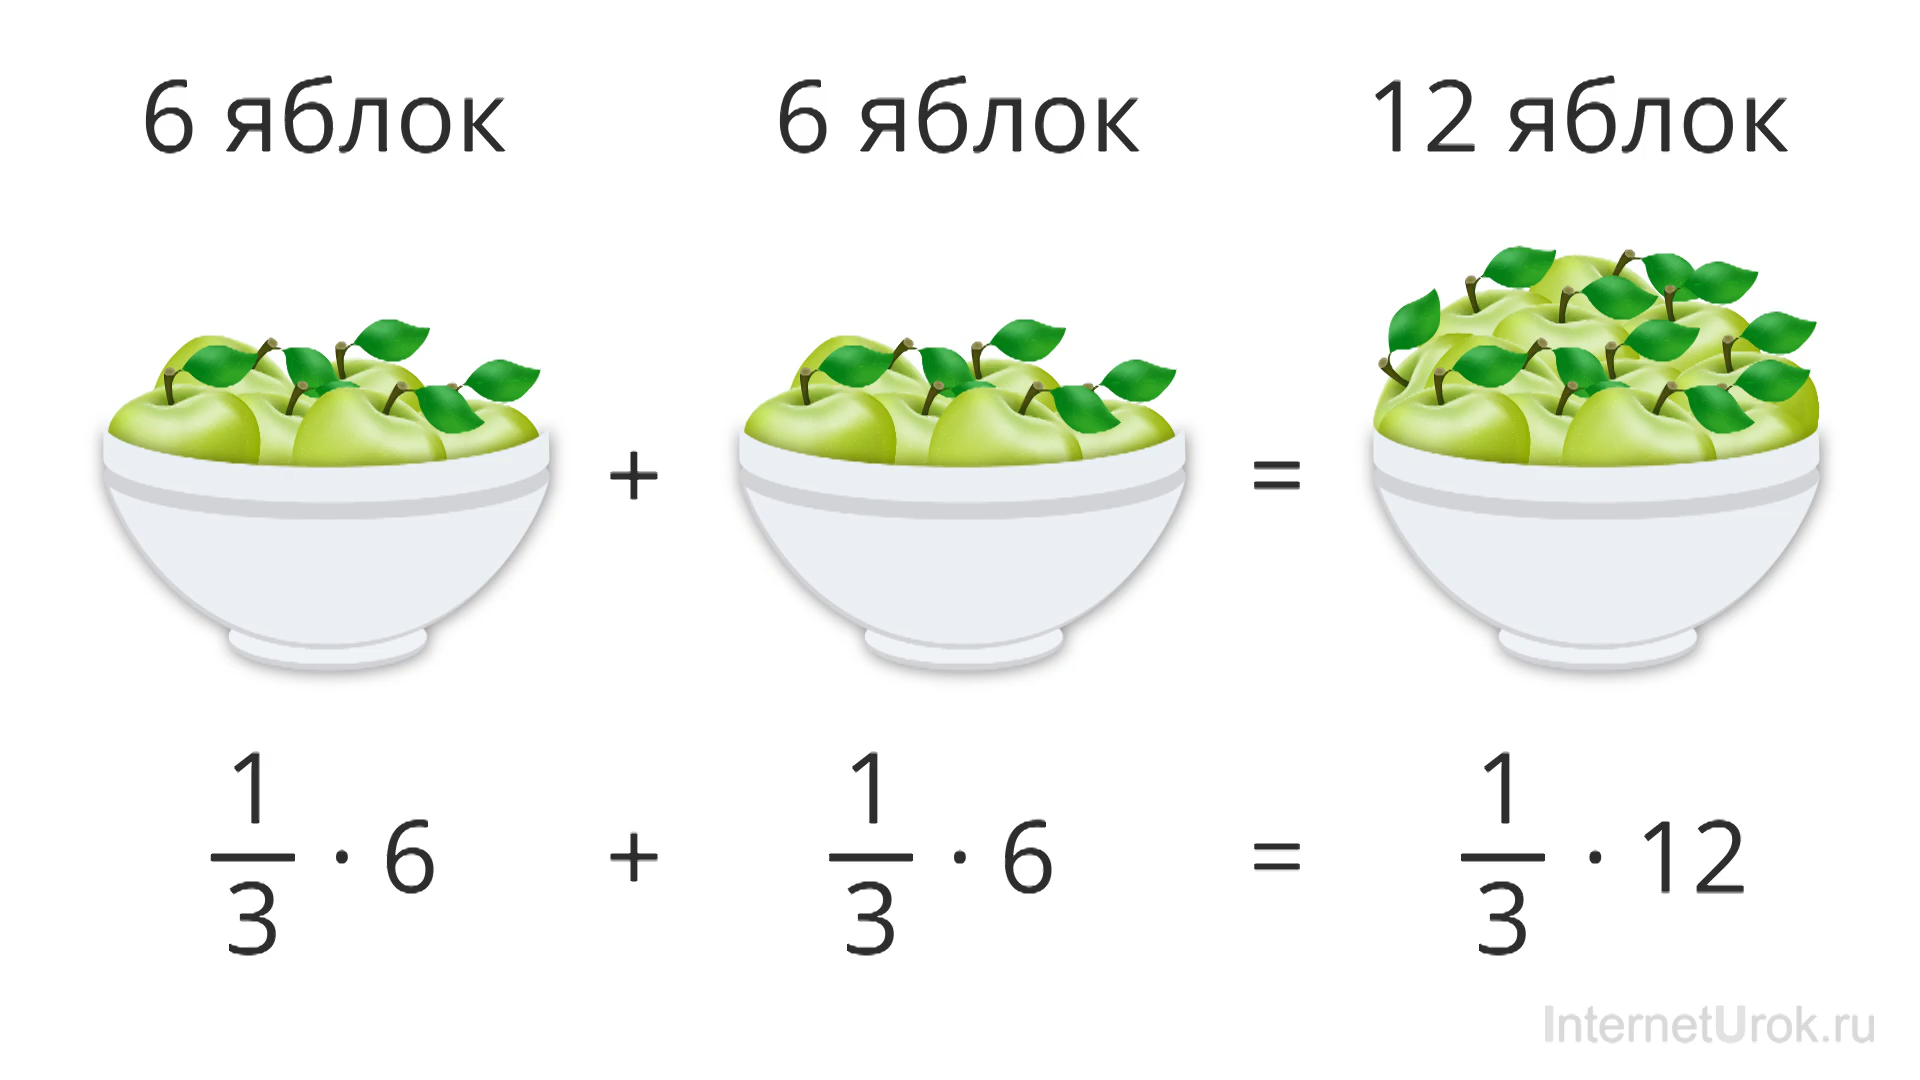 6 яблок 6 яблок 12 яблок
+ =
1/3 · 6 + 1/3 · 6 = 1/3 · 12
InternetUrok.ru